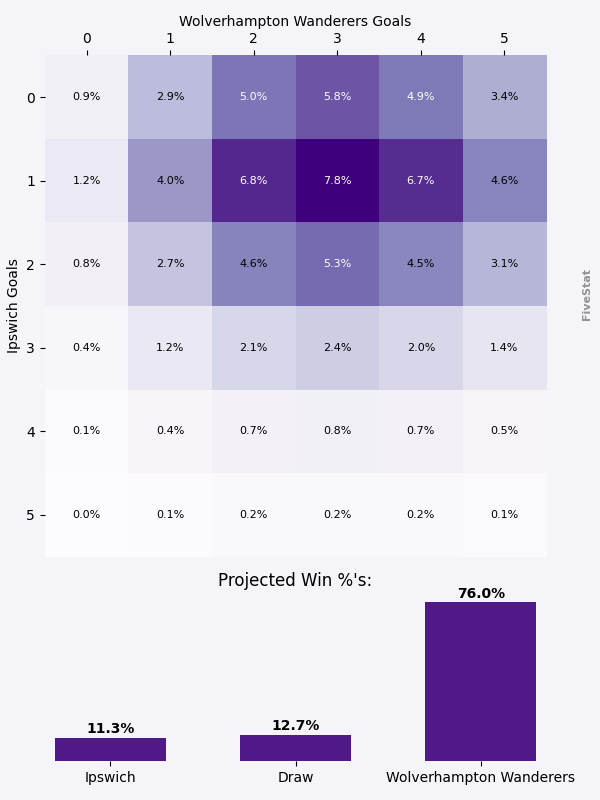 Wolverhampton Wanderers Goals
0 1 2 3 4 5
0 0.9% 2.9% 5.0% 5.8% 4.9% 3.4%
1 1.2% 4.0% 6.8% 7.8% 6.7% 4.6%
2 0.8% 2.7% 4.6% 5.3% 4.5% 3.1%
3 0.4% 1.2% 2.1% 2.4% 2.0% 1.4%
4 0.1% 0.4% 0.7% 0.8% 0.7% 0.5%
5 0.0% 0.1% 0.2% 0.2% 0.2% 0.1%
Ipswich Goals
FiveStat
Projected Win %'s:
11.3% 12.7% 76.0%
Ipswich Draw Wolverhampton Wanderers